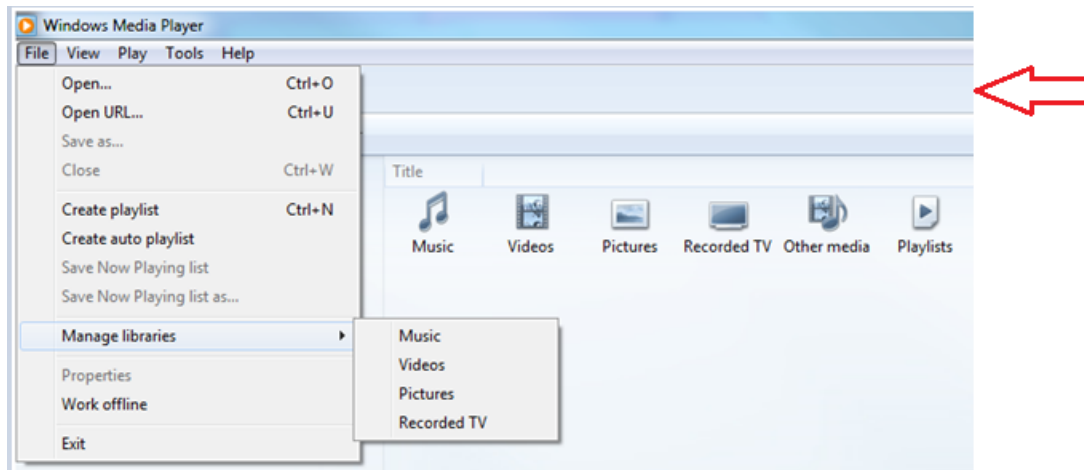 Windows Media Player
File View Play Tools Help
Open... Ctrl+O
Open URL... Ctrl+U
Save as...
Close Ctrl+W
Create playlist Ctrl+N
Create auto playlist
Save Now Playing list
Save Now Playing list as...
Manage libraries
Properties
Work offline
Exit
Music
Videos
Pictures
Recorded TV
Title
Music Videos Pictures Recorded TV Other media Playlists